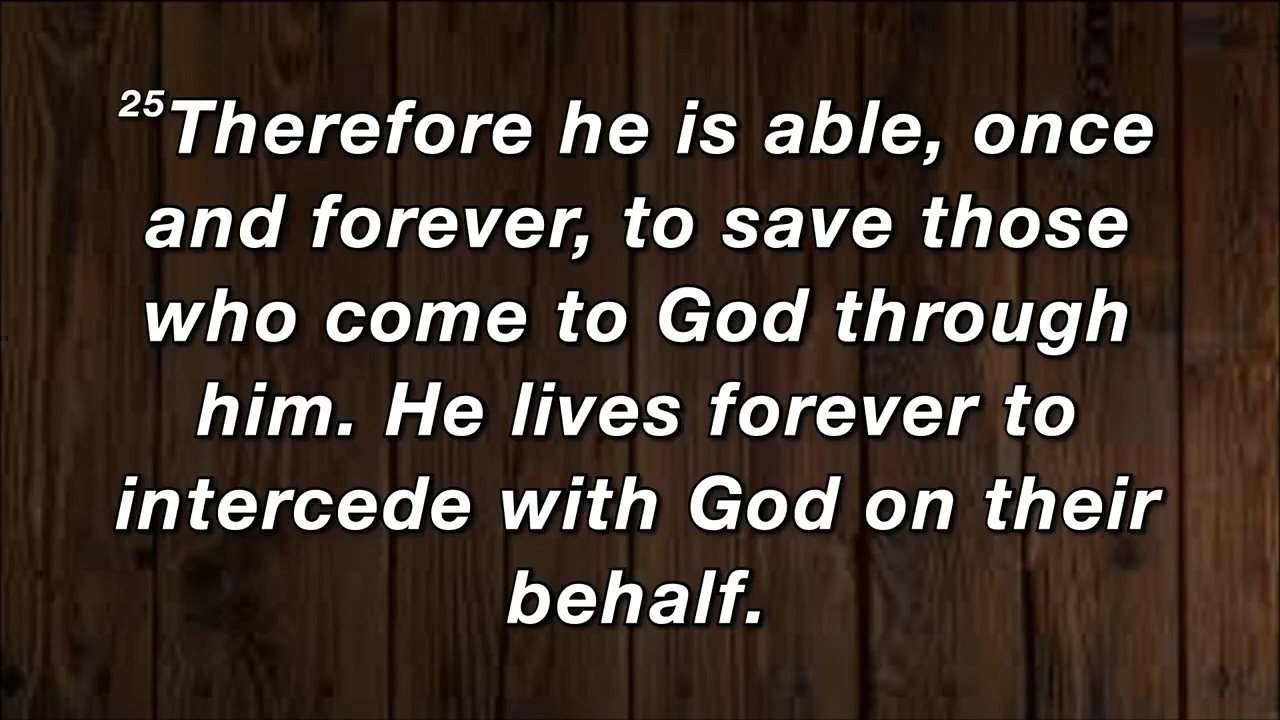 25Therefore he is able, once
and forever, to save those
who come to God through
him. He lives forever to
intercede with God on their
behalf.